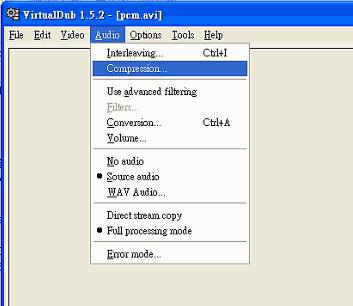 VirtualDub 1.5.2 - [pcm.avi]
File Edit Video Audio Options Tools Help
Interleaving... Ctrl+I
Compression...
Use advanced filtering
Filters...
Conversion... Ctrl+A
Volume...
No audio
Source audio
WAV Audio...
Direct stream copy
Full processing mode
Error mode...